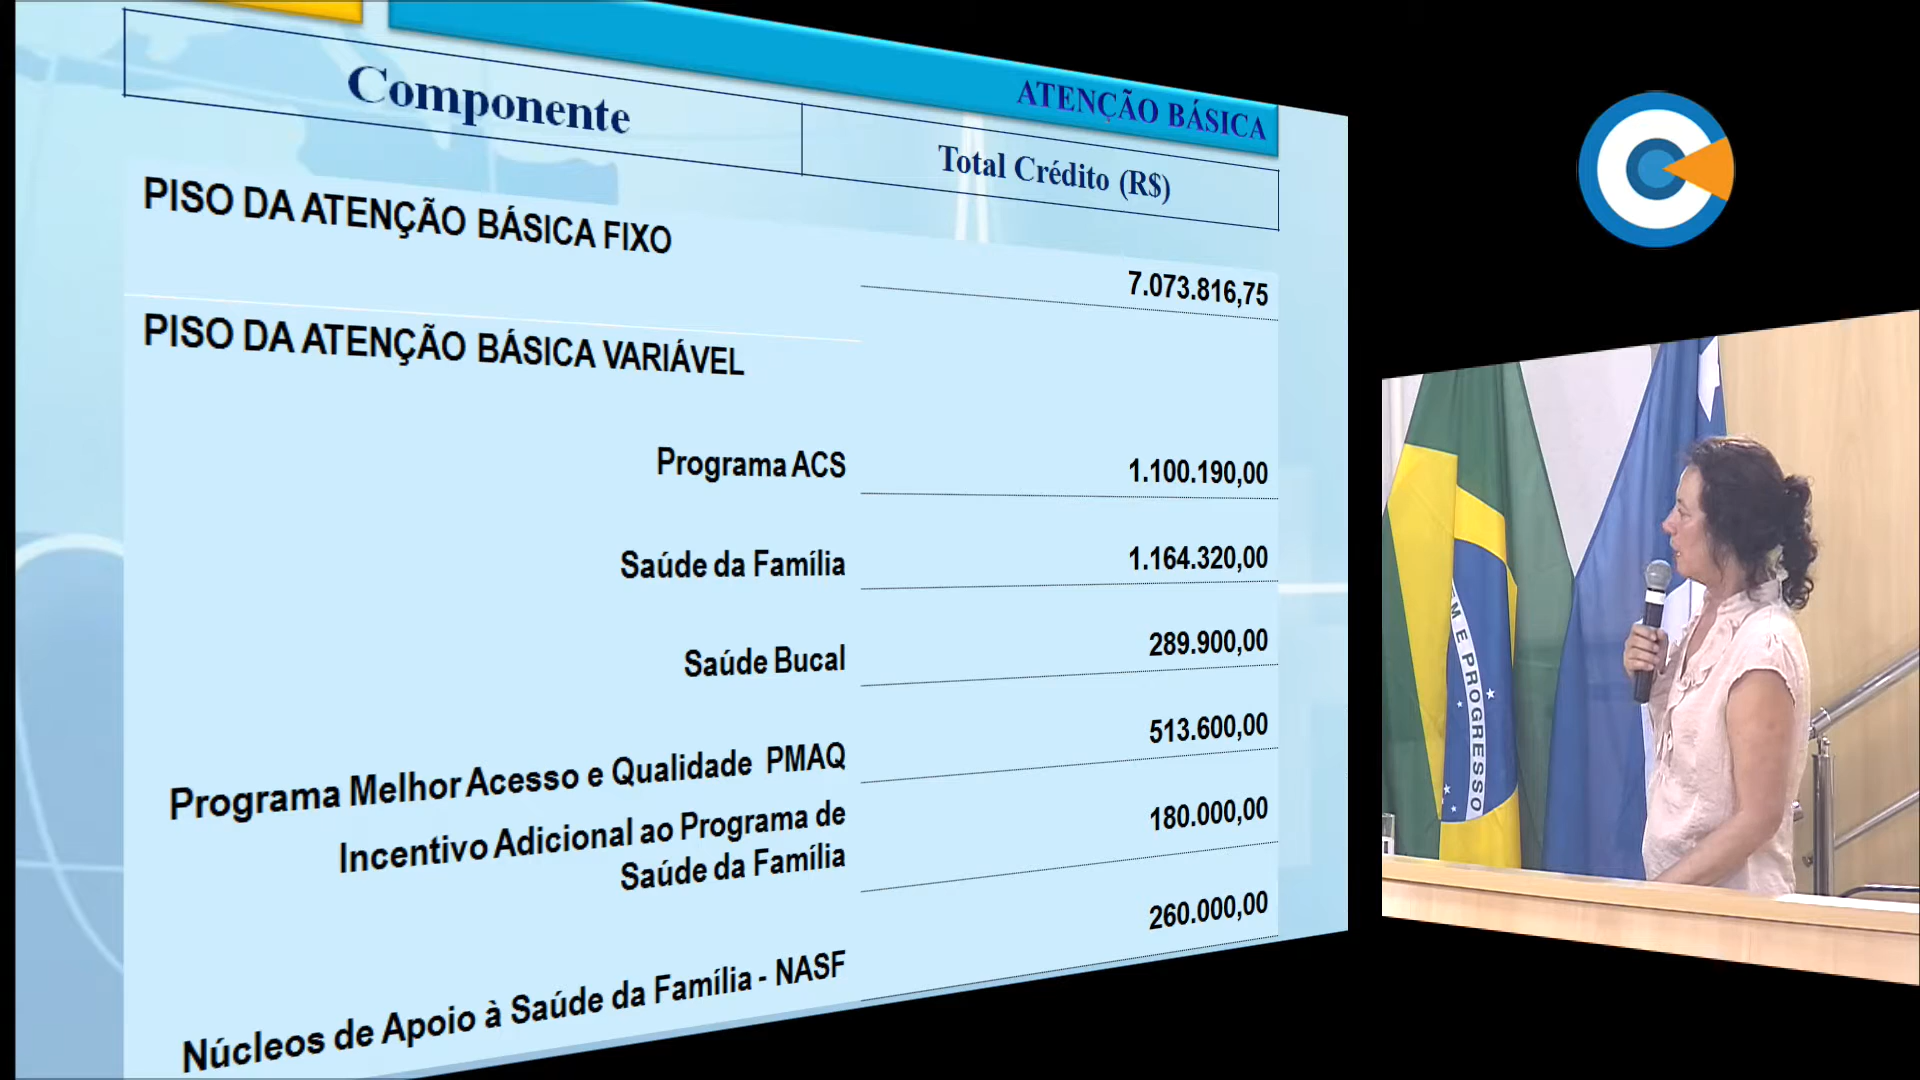 ATENÇÃO BÁSICA
Componente
Total Crédito (R$)
PISO DA ATENÇÃO BÁSICA FIXO
7.073.816,75
PISO DA ATENÇÃO BÁSICA VARIÁVEL
Programa ACS
1.100.190,00
Saúde da Família
1.164.320,00
Saúde Bucal
289.900,00
Programa Melhor Acesso e Qualidade PMAQ
513.600,00
Incentivo Adicional ao Programa de
Saúde da Família
180.000,00
Núcleos de Apoio à Saúde da Família - NASF
260.000,00
M E PROGRESSO